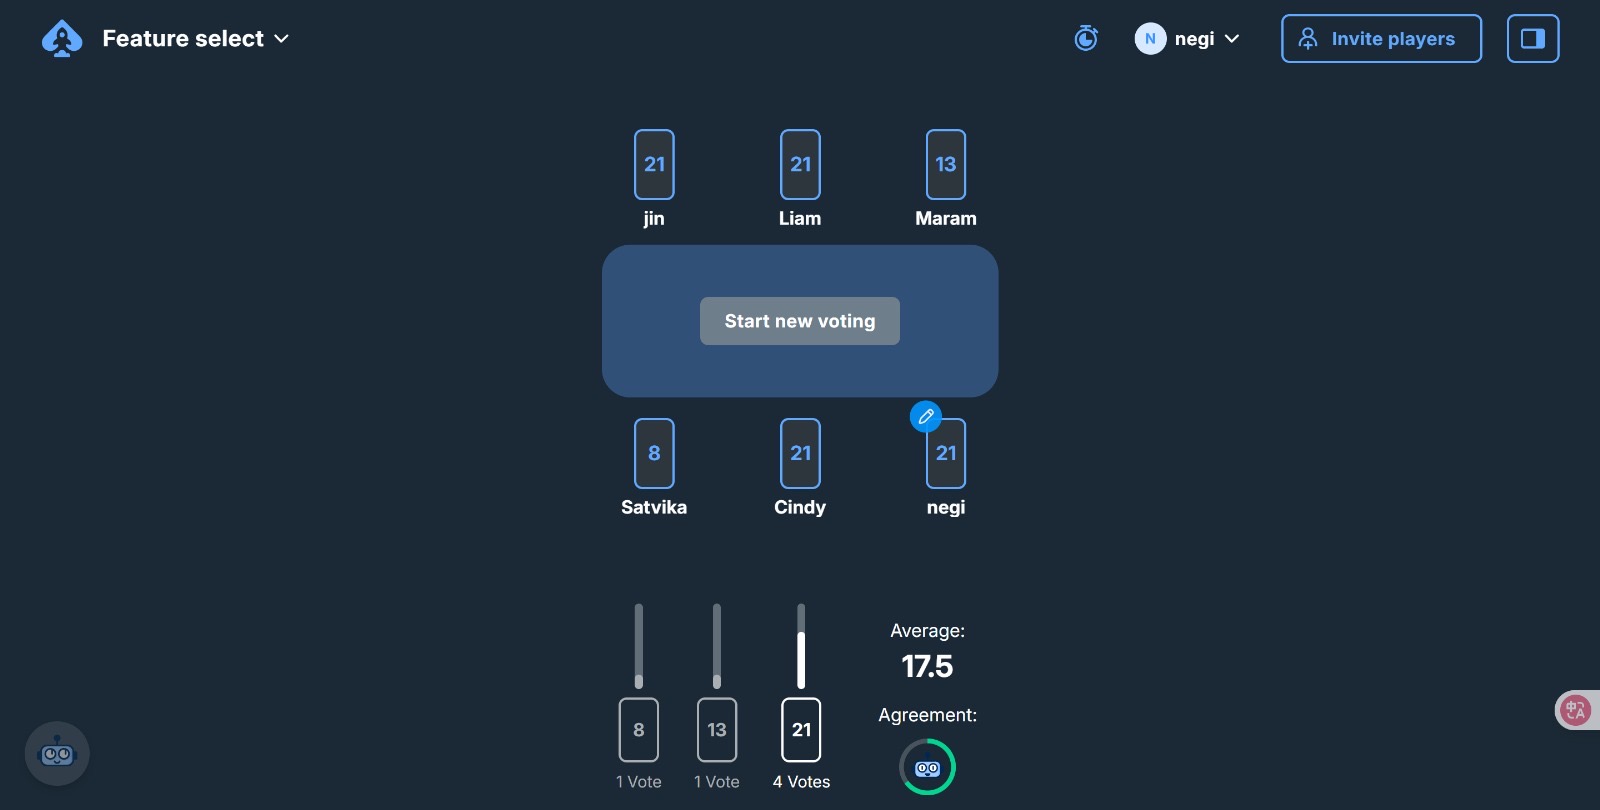 Feature select
N negi
Invite players
21 21 13
jin Liam Maram
Start new voting
8 21 21
Satvika Cindy negi
Average:
17.5
Agreement:
8 13 21
1 Vote 1 Vote 4 Votes
中 A